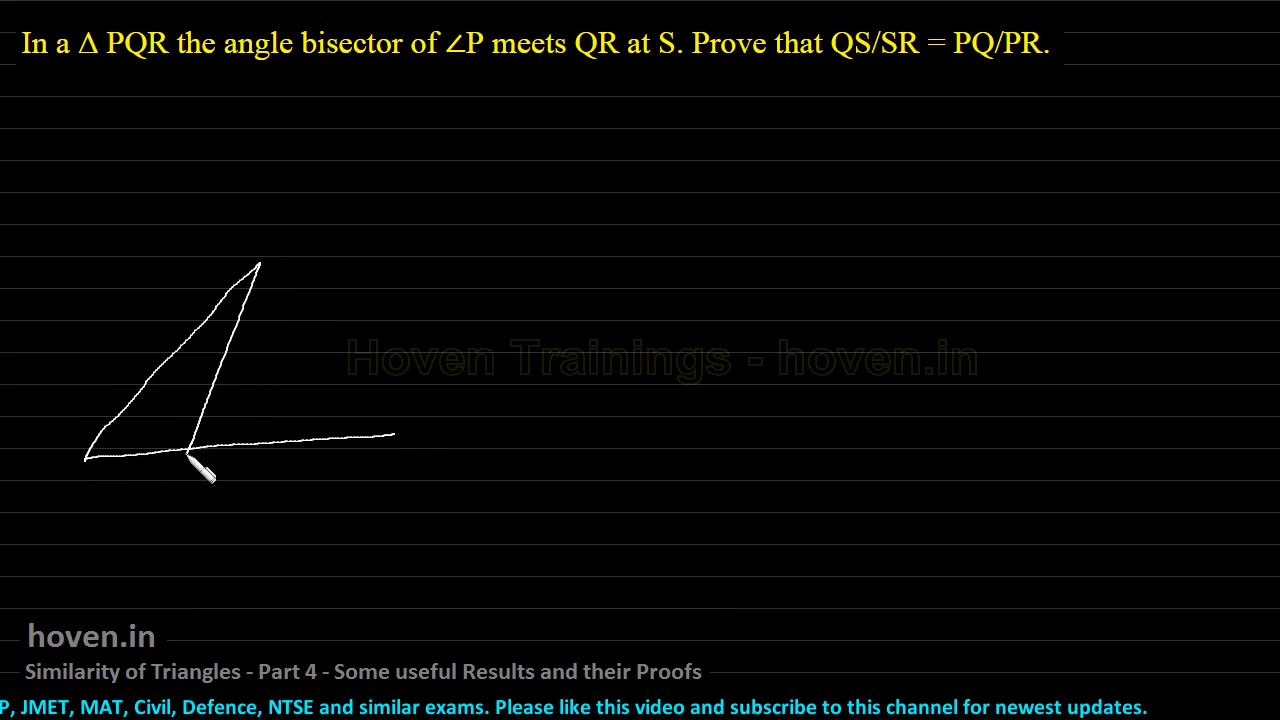 In a Δ PQR the angle bisector of ∠P meets QR at S. Prove that QS/SR = PQ/PR.
Hoven Trainings - hoven.in
hoven.in
Similarity of Triangles - Part 4 - Some useful Results and their Proofs
P, JMET, MAT, Civil, Defence, NTSE and similar exams. Please like this video and subscribe to this channel for newest updates.